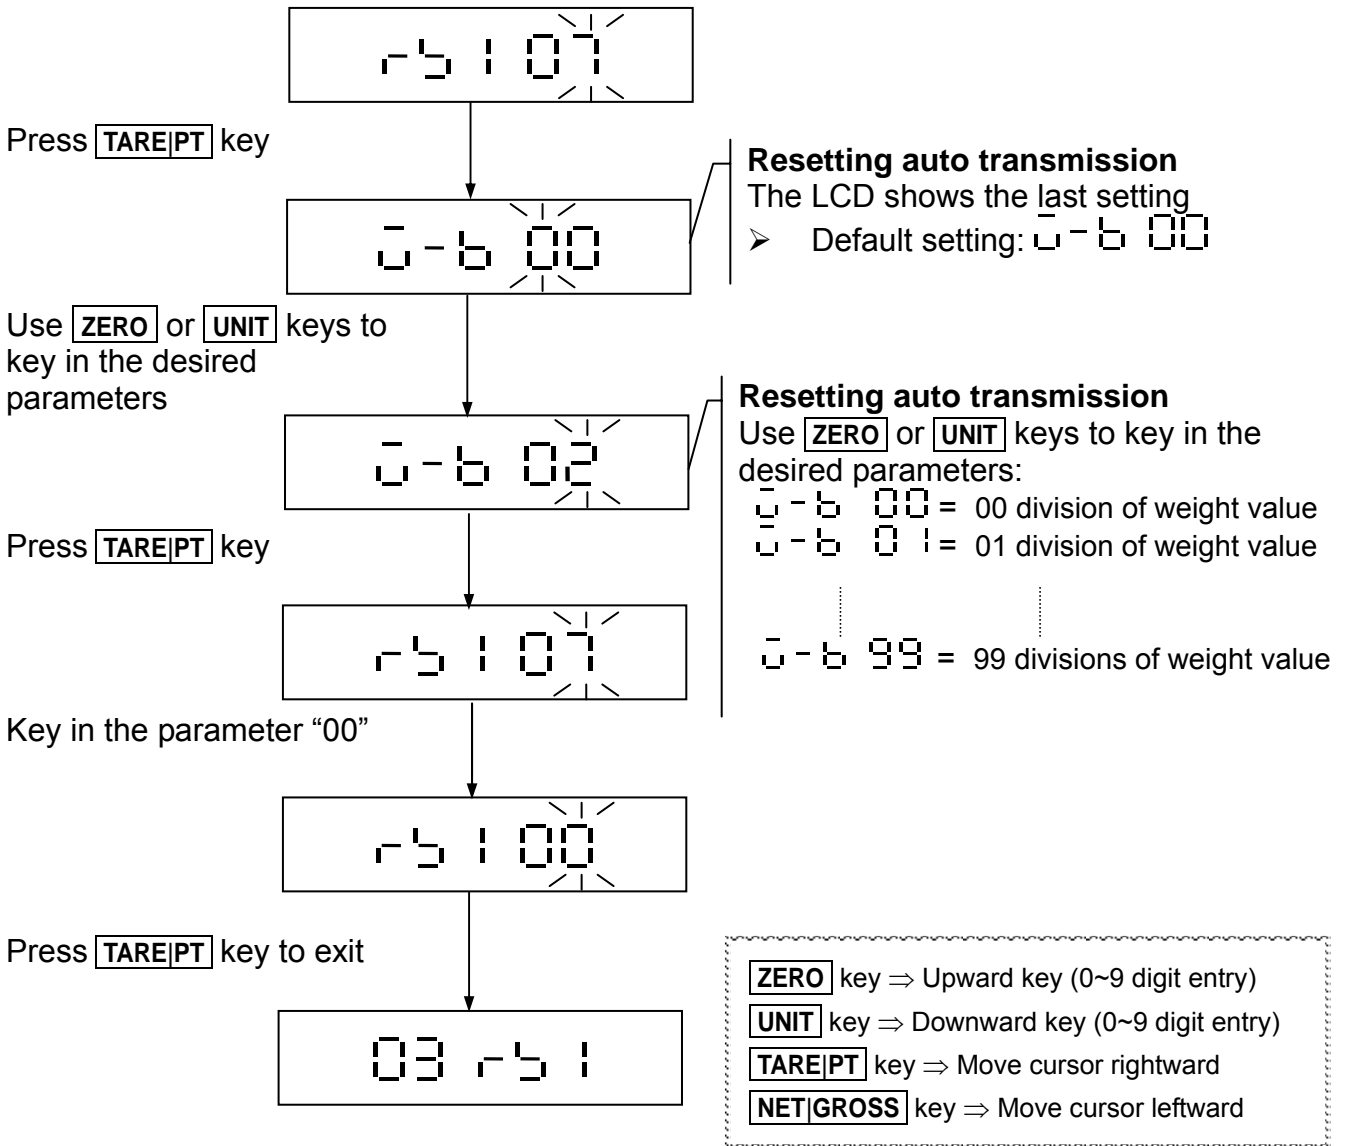 rS1 07
Press TARE|PT key
ū-b 00
Resetting auto transmission
The LCD shows the last setting
➢ Default setting: ū-b 00
Use ZERO or UNIT keys to
key in the desired
parameters
ū-b 02
Resetting auto transmission
Use ZERO or UNIT keys to key in the
desired parameters:
ū-b 00 = 00 division of weight value
ū-b 01 = 01 division of weight value
ū-b 99 = 99 divisions of weight value
Press TARE|PT key
rS1 07
Key in the parameter “00”
rS1 00
Press TARE|PT key to exit
03 rS1
ZERO key ⇒ Upward key (0~9 digit entry)
UNIT key ⇒ Downward key (0~9 digit entry)
TARE|PT key ⇒ Move cursor rightward
NET|GROSS key ⇒ Move cursor leftward